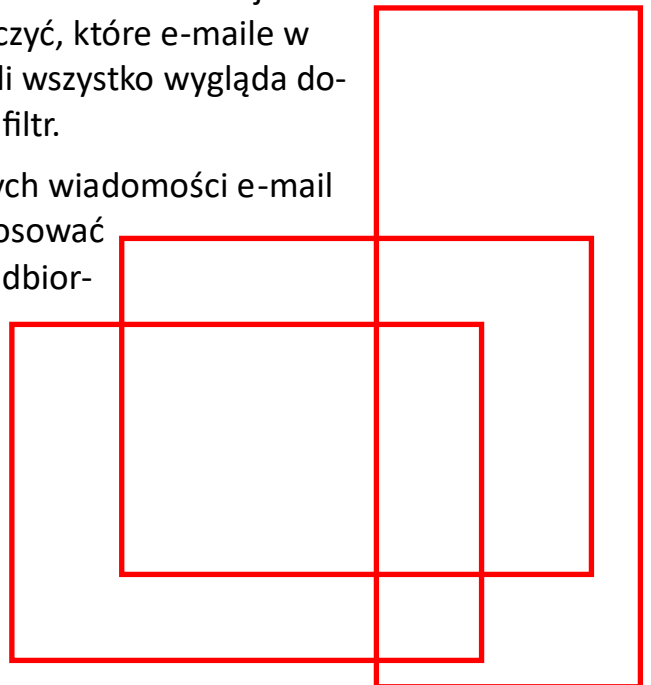 czyć, które e-maile w
li wszystko wygląda do-
filtr.
ych wiadomości e-mail
osować
dbior-